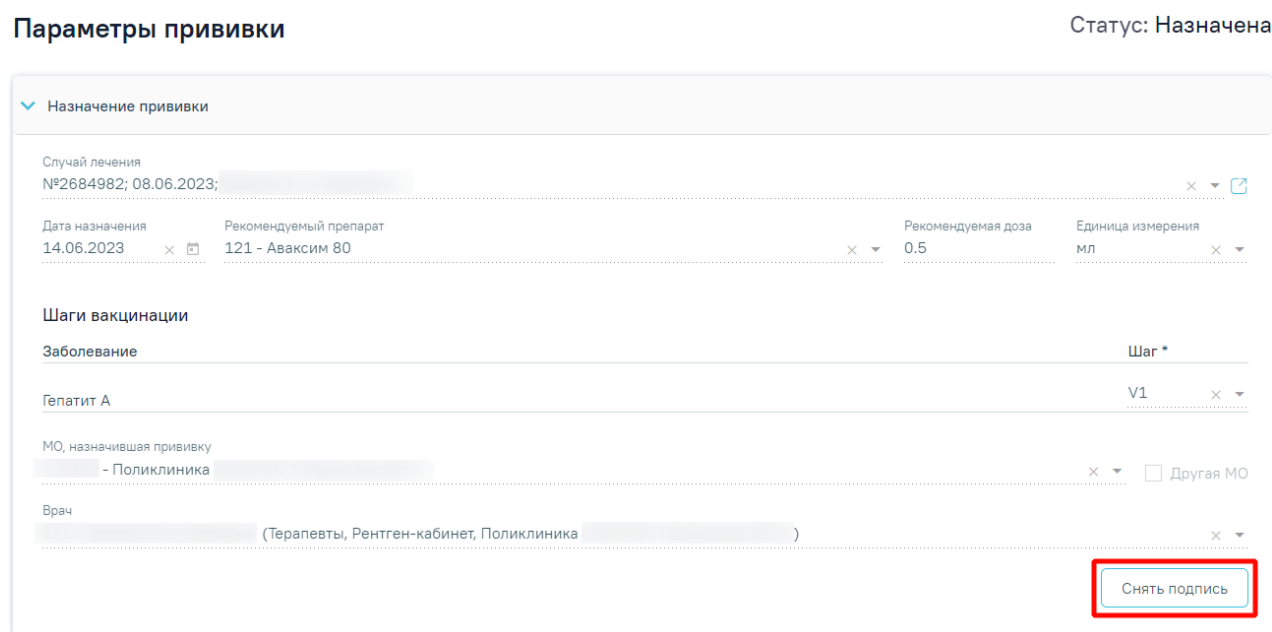 Параметры прививки
Статус: Назначена
Назначение прививки
Случай лечения
№2684982; 08.06.2023;
Дата назначения Рекомендуемый препарат Рекомендуемая доза Единица измерения
14.06.2023 121 - Аваксим 80 0.5 мл
Шаги вакцинации
Заболевание Шаг *
Гепатит А V1
МО, назначившая прививку
- Поликлиника Другая МО
Врач
(Терапевты, Рентген-кабинет, Поликлиника )
Снять подпись